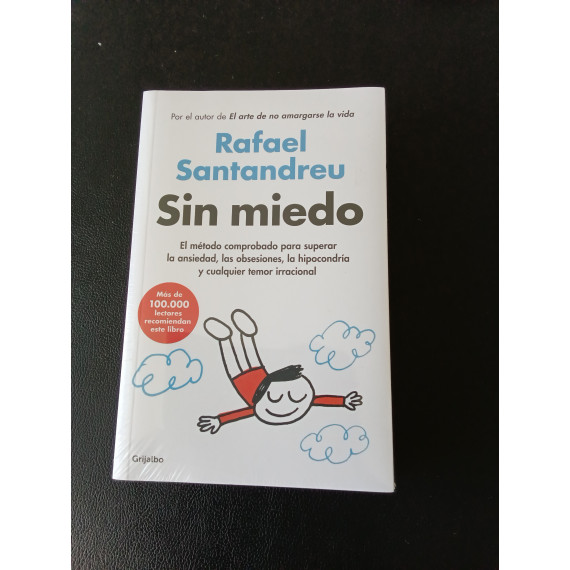 Por el autor de El arte de no amargarse la vida
Rafael
Santandreu
Sin miedo
El método comprobado para superar
la ansiedad, las obsesiones, la hipocondría
y cualquier temor irracional
Más de
100.000
lectores
recomiendan
este libro
Grijalbo